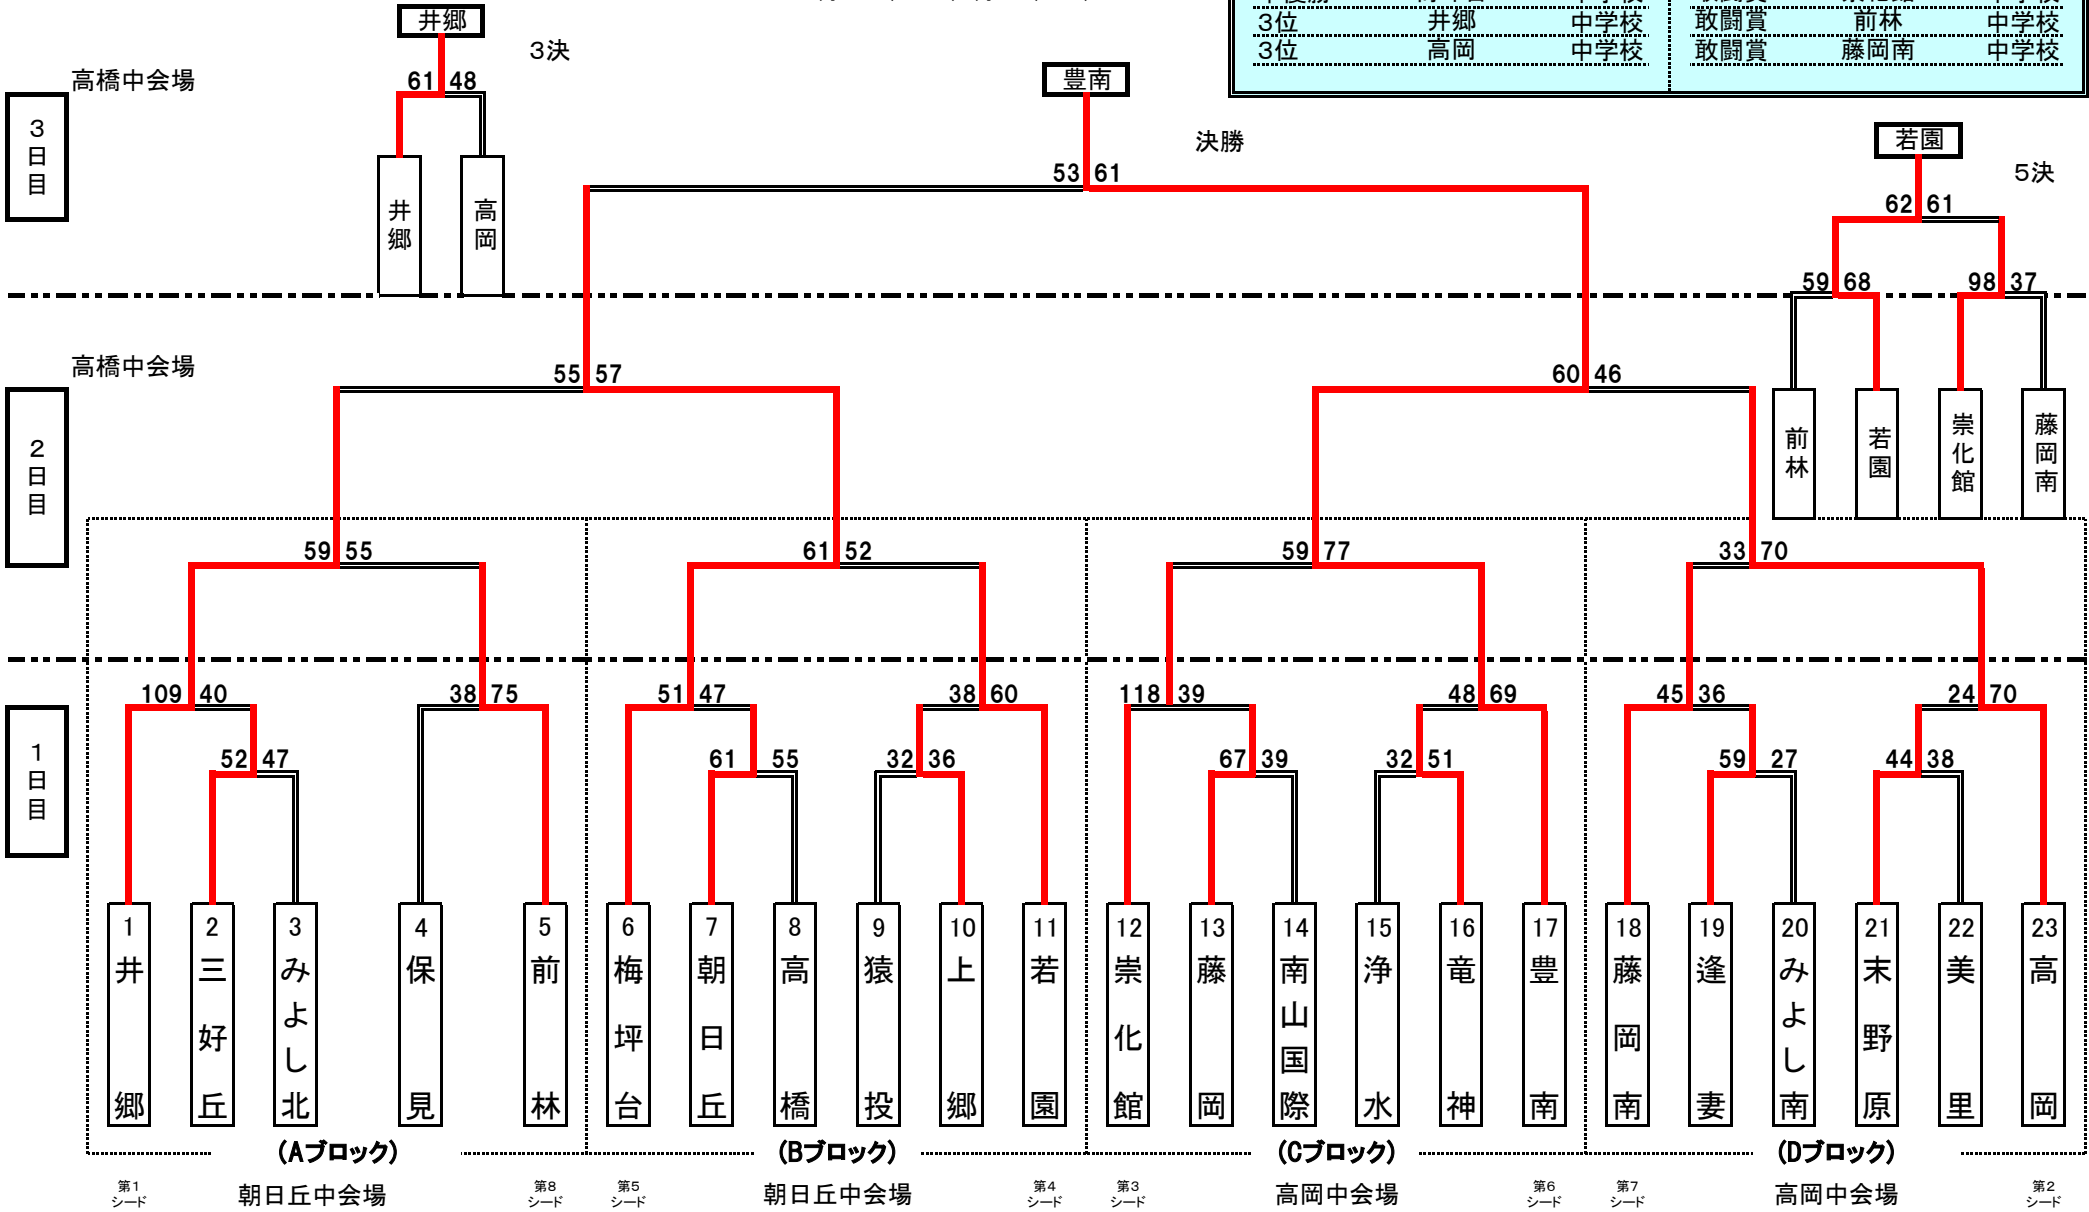 3位 井郷 中学校 敢闘賞 前林 中学校
3位 高岡 中学校 敢闘賞 藤岡南 中学校
井郷
3決
高橋中会場
61 48
豊南
3日目
決勝
若園
5決
53 61
井郷
高岡
62 61
59 68
98 37
高橋中会場
55 57
60 46
2日目
前林
若園
崇化館
藤岡南
59 55
61 52
59 77
33 70
109 40
38 75
51 47
38 60
118 39
48 69
45 36
24 70
1日目
52 47
61 55
32 36
67 39
32 51
59 27
44 38
1 井郷
2 三好丘
3 みよし北
4 保見
5 前林
6 梅坪台
7 朝日丘
8 高橋
9 猿投
10 上郷
11 若園
12 崇化館
13 藤岡
14 南山国際
15 浄水
16 竜神
17 豊南
18 藤岡南
19 逢妻
20 みよし南
21 末野原
22 美里
23 高岡
(Aブロック)
(Bブロック)
(Cブロック)
(Dブロック)
第1シード
朝日丘中会場
第8シード
第5シード
朝日丘中会場
第4シード
第3シード
高岡中会場
第6シード
第7シード
高岡中会場
第2シード